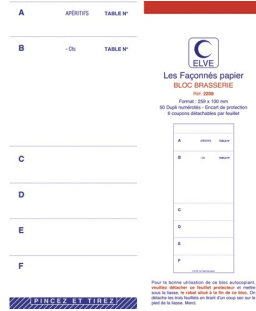 A APÉRITIFS TABLE N°
B - Cts TABLE N°
C
D
E
F
PINCEZ ET TIREZ
ELVE
Les Façonnés papier
BLOC BRASSERIE
Réf. 2298
Format : 259 x 100 mm
50 Dupli numérotés - Encart de protection
6 coupons détachables par feuillet
A APÉRITIFS TABLE N°
B - Cts TABLE N°
C
D
E
F
Pour la bonne utilisation de ce bloc autocopiant,
veuillez détacher ce feuillet protecteur et mettre
sous la liasse, le rabat situé à la fin de ce bloc. On
détache les trois feuillets en tirant d'un coup sec sur le
pied de la liasse. Merci.